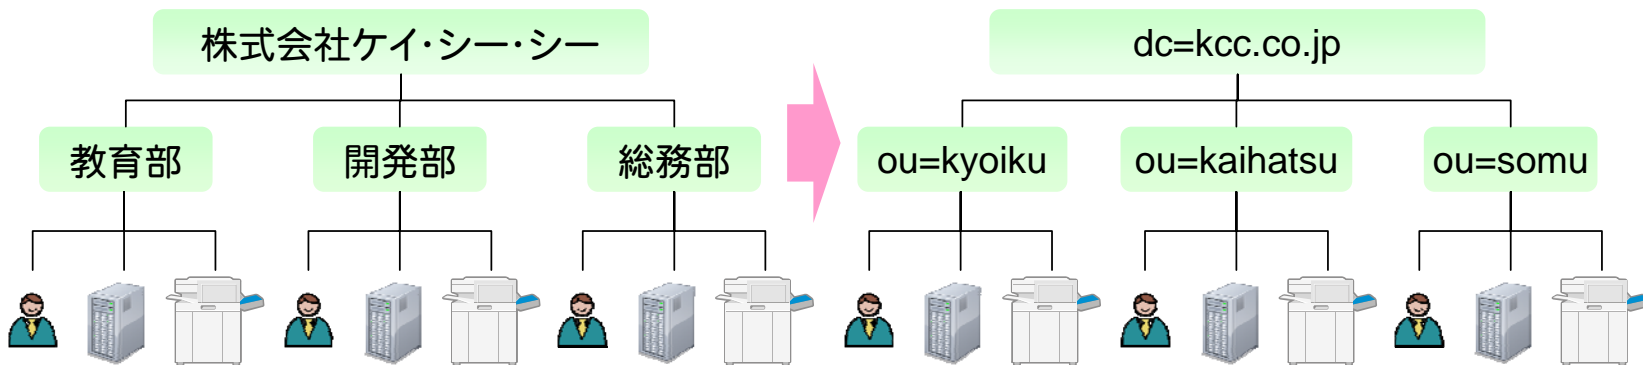 株式会社ケイ・シー・シー
dc=kcc.co.jp
教育部
開発部
総務部
ou=kyoiku
ou=kaihatsu
ou=somu